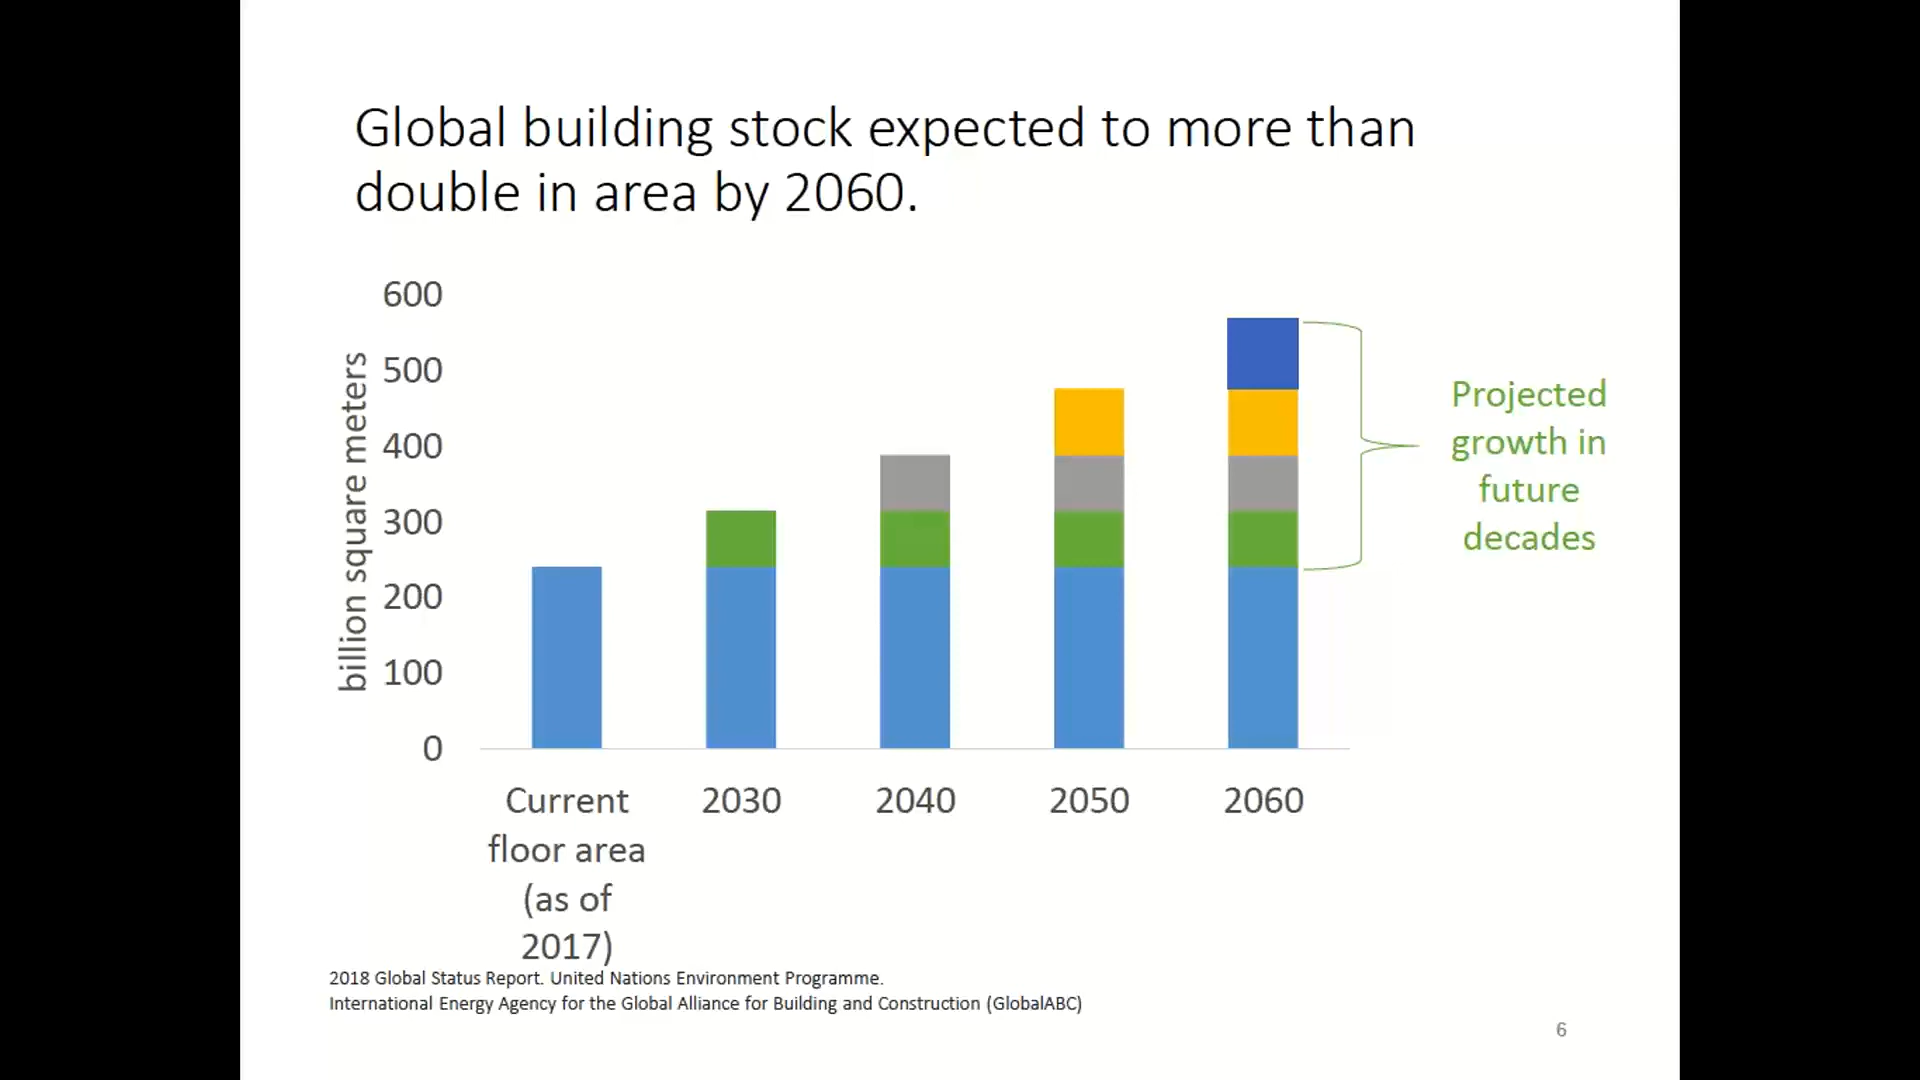 Global building stock expected to more than
double in area by 2060.
600
500
400
300
200
100
0
billion square meters
Current
floor area
(as of
2017)
2030
2040
2050
2060
Projected
growth in
future
decades
2018 Global Status Report. United Nations Environment Programme.
International Energy Agency for the Global Alliance for Building and Construction (GlobalABC)
6